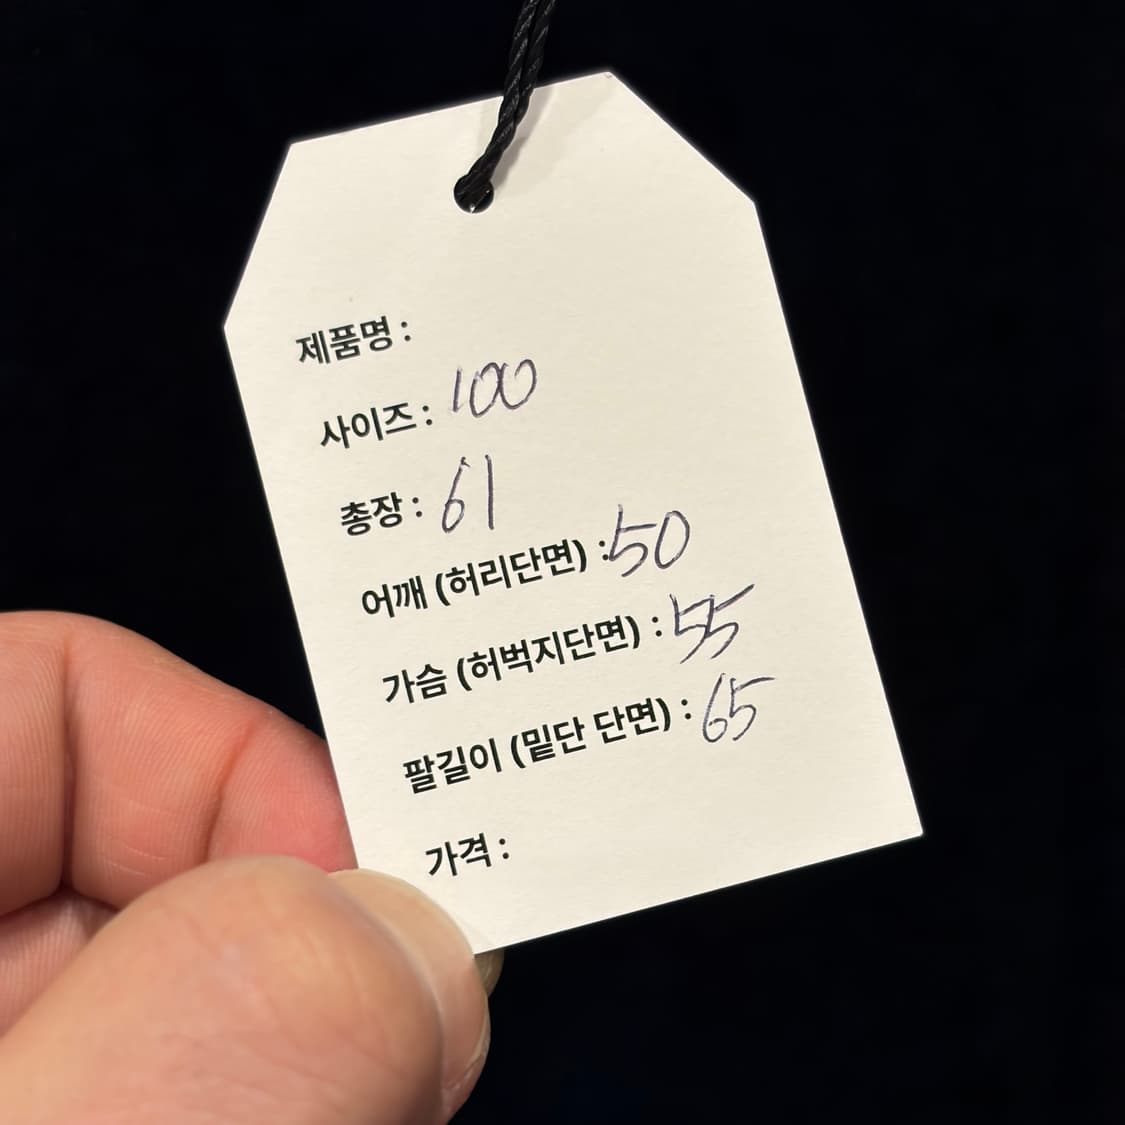 제품명 :
사이즈 : 100
총장 : 61
어깨 (허리단면) : 50
가슴 (허벅지단면) : 55
팔길이 (밑단 단면) : 65
가격 :